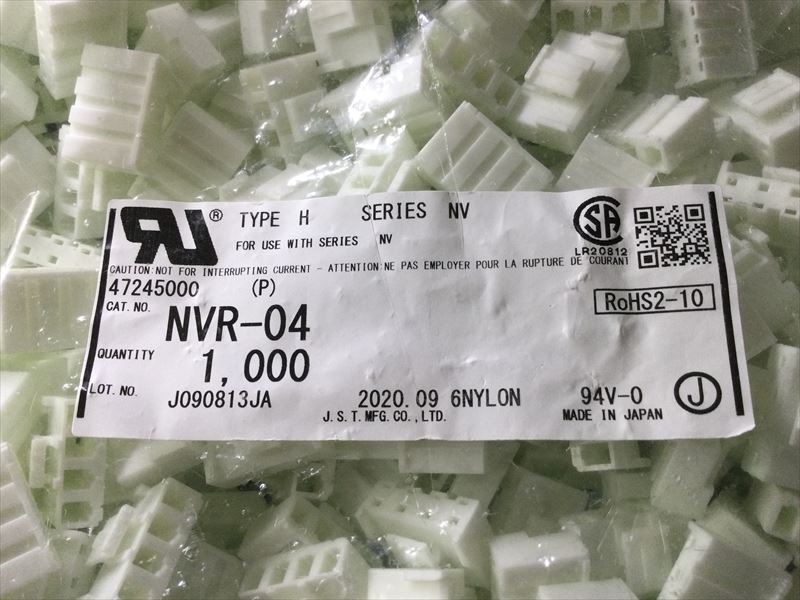 RU ® TYPE H SERIES NV
FOR USE WITH SERIES NV
SA
LR20812
CAUTION:NOT FOR INTERRUPTING CURRENT - ATTENTION:NE PAS EMPLOYER POUR LA RUPTURE DE COURANT
47245000 (P)
RoHS2-10
CAT. NO. NVR-04
QUANTITY 1,000
LOT. NO. J090813JA 2020.09 6NYLON 94V-0 J
J.S.T.MFG.CO.,LTD. MADE IN JAPAN